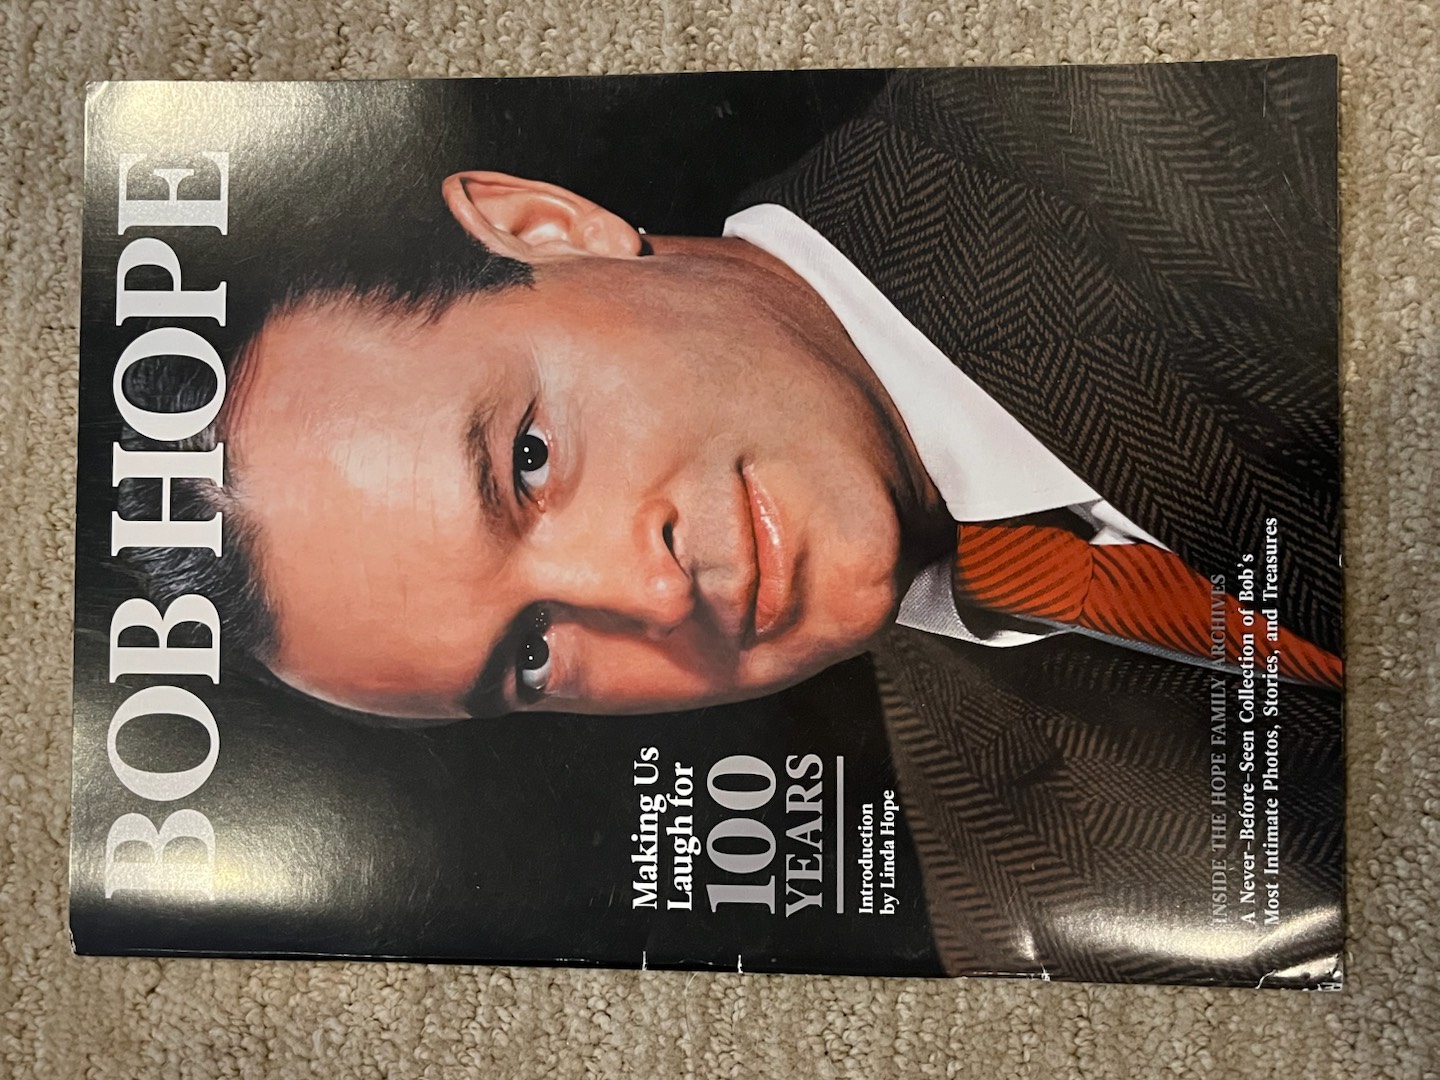 BOB HOPE
Making Us
Laugh for
100
YEARS
Introduction
by Linda Hope
INSIDE THE HOPE FAMILY ARCHIVES
A Never-Before-Seen Collection of Bob's
Most Intimate Photos, Stories, and Treasures